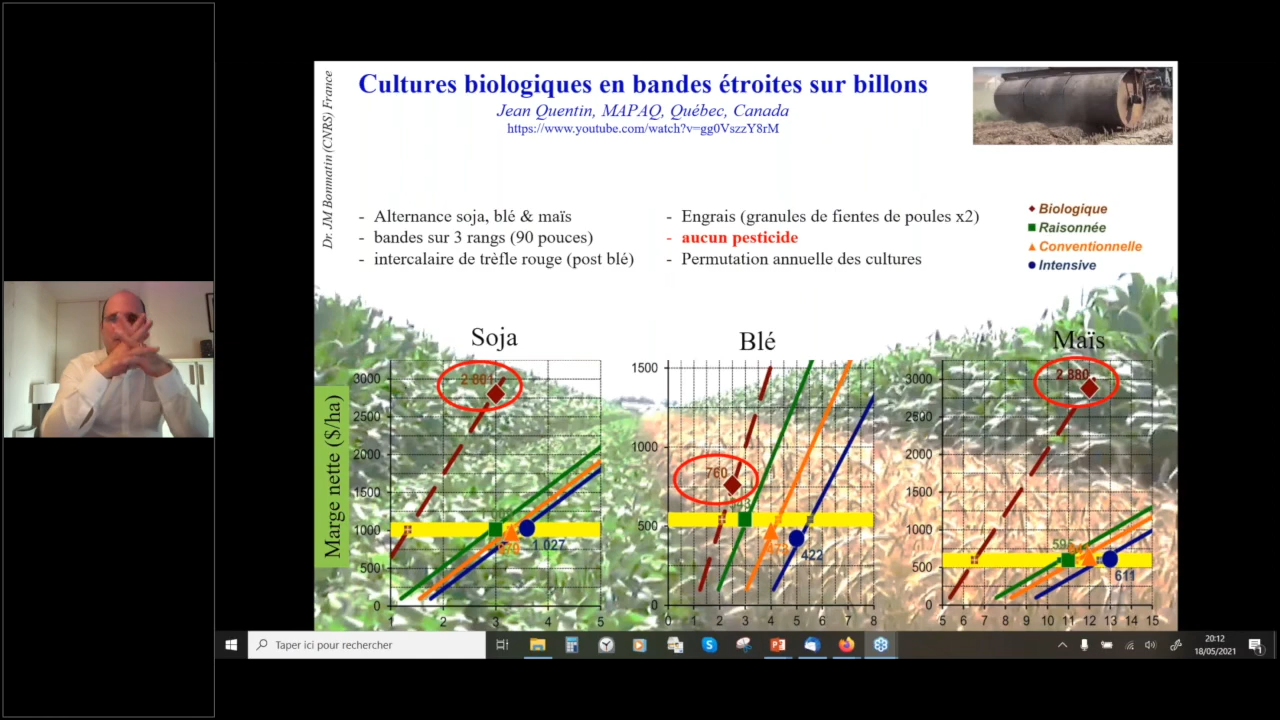 Cultures biologiques en bandes étroites sur billons
Jean Quentin, MAPAQ, Québec, Canada
https://www.youtube.com/watch?v=gg0VszzY8rM
Dr. JM Bonmatin (CNRS) France
- Alternance soja, blé & maïs
- bandes sur 3 rangs (90 pouces)
- intercalaire de trèfle rouge (post blé)
- Engrais (granules de fientes de poules x2)
- aucun pesticide
- Permutation annuelle des cultures
Biologique
Raisonnée
Conventionnelle
Intensive
Marge nette ($/ha)
Soja
3000
2500
2000
1500
1000
500
0
1 2 3 4 5
1 027
Blé
1500
1000
500
0
0 1 2 3 4 5 6 7 8
760
422
Maïs
3000
2500
2000
1500
1000
500
0
5 6 7 8 9 10 11 12 13 14 15
2 880
611
Taper ici pour rechercher
20:12
18/05/2021